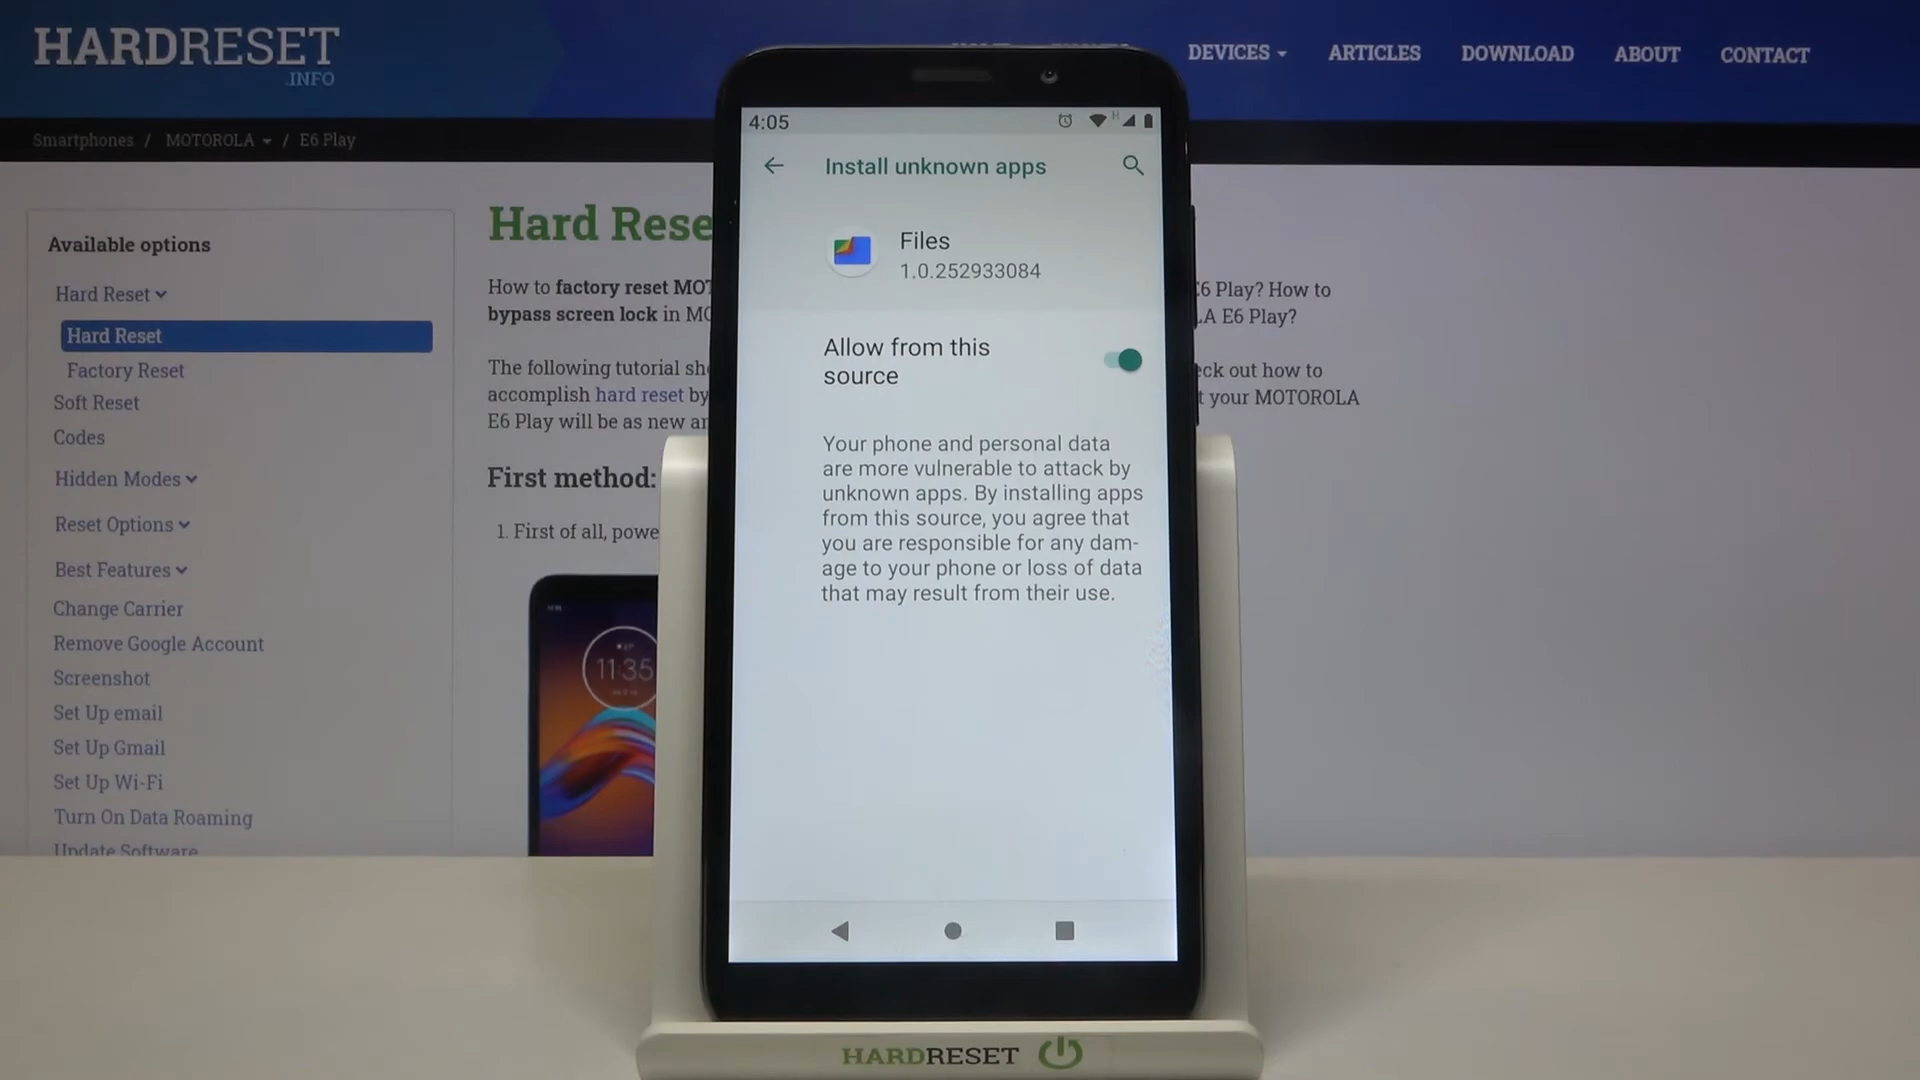 HARDRESET
.INFO
DEVICES
ARTICLES
DOWNLOAD
ABOUT
CONTACT
Smartphones / MOTOROLA / E6 Play
Available options
Hard Reset
Hard Reset
Factory Reset
Soft Reset
Codes
Hidden Modes
Reset Options
Best Features
Change Carrier
Remove Google Account
Screenshot
Set Up email
Set Up Gmail
Set Up Wi-Fi
Turn On Data Roaming
Update Software
Hard Rese
How to factory reset MOT
bypass screen lock in MO
The following tutorial sh
accomplish hard reset by
E6 Play will be as new an
First method:
1. First of all, powe
11:35
E6 Play? How to
LA E6 Play?
eck out how to
t your MOTOROLA
4:05
H
Install unknown apps
Files
1.0.252933084
Allow from this
source
Your phone and personal data
are more vulnerable to attack by
unknown apps. By installing apps
from this source, you agree that
you are responsible for any dam-
age to your phone or loss of data
that may result from their use.
HARDRESET